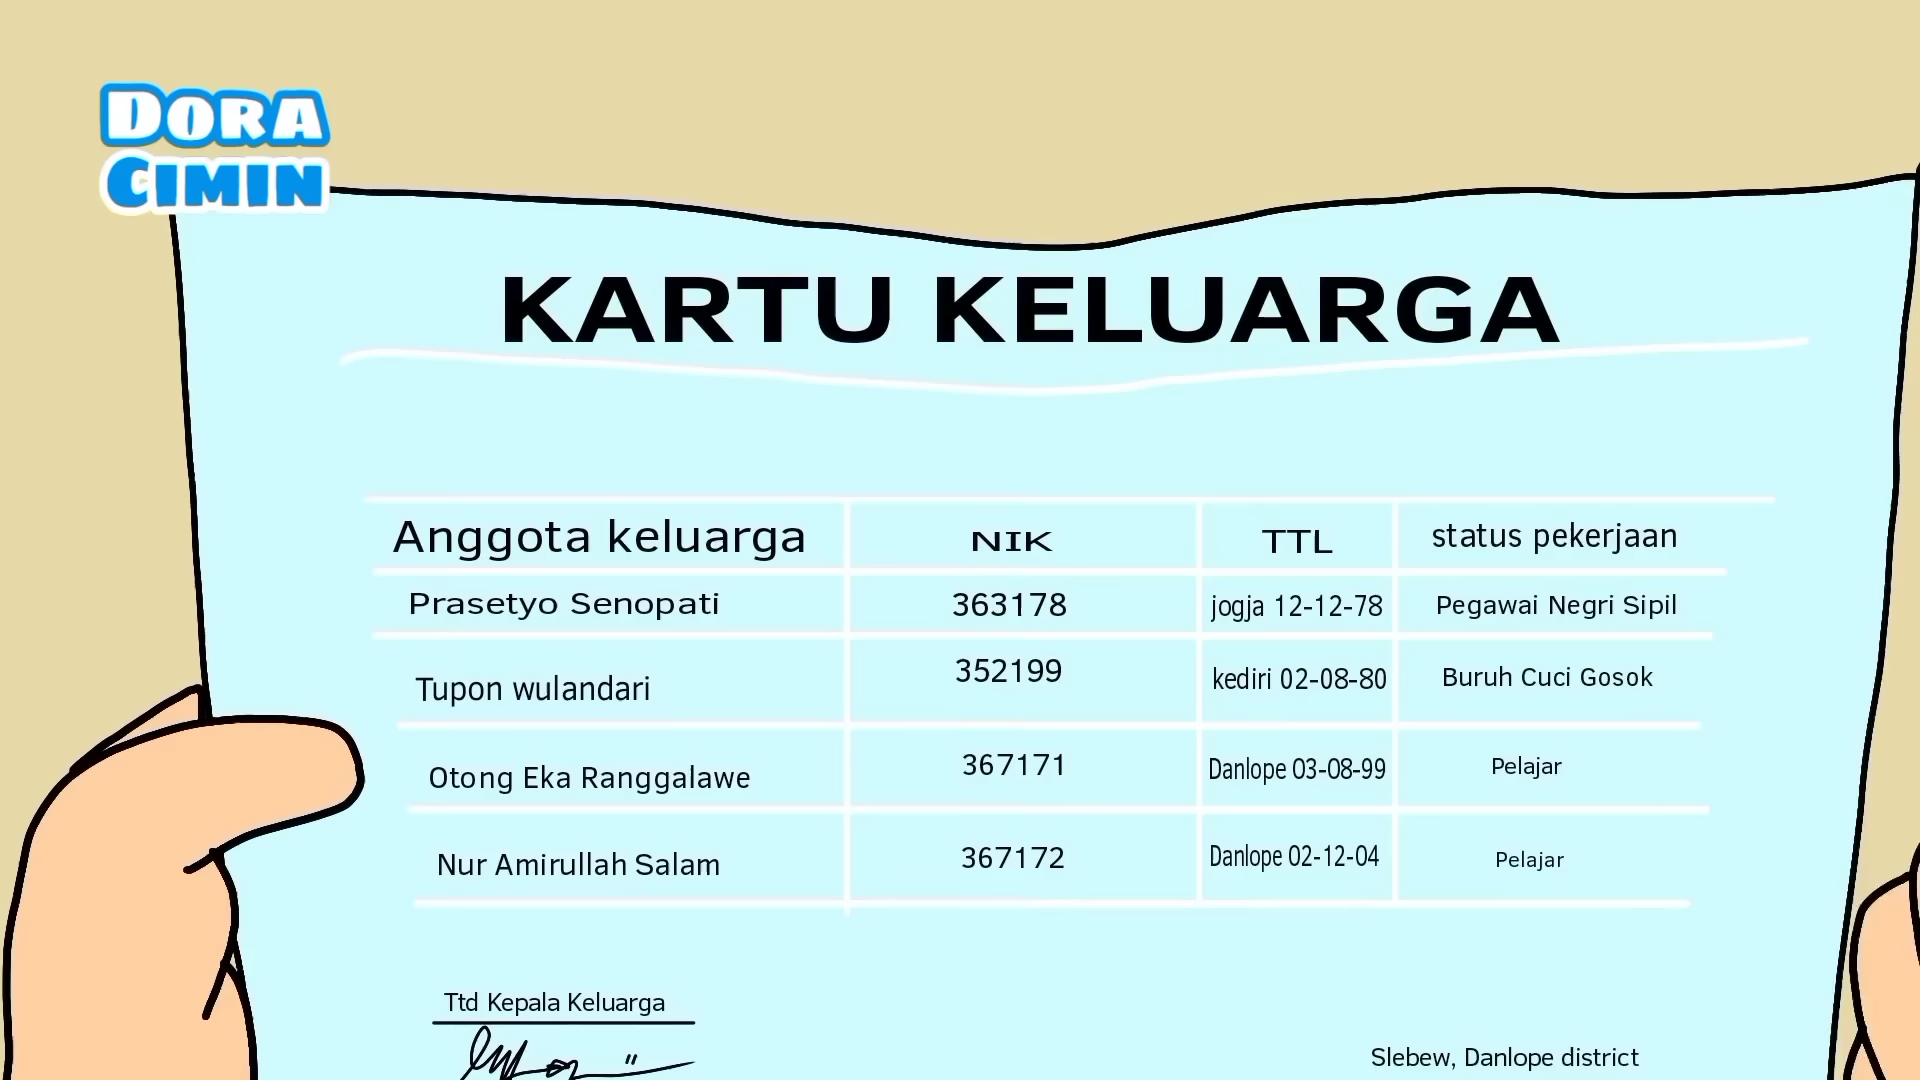 DORA
CIMIN
KARTU KELUARGA
Anggota keluarga NIK TTL status pekerjaan
Prasetyo Senopati 363178 jogja 12-12-78 Pegawai Negri Sipil
Tupon wulandari 352199 kediri 02-08-80 Buruh Cuci Gosok
Otong Eka Ranggalawe 367171 Danlope 03-08-99 Pelajar
Nur Amirullah Salam 367172 Danlope 02-12-04 Pelajar
Ttd Kepala Keluarga
Slebew, Danlope district